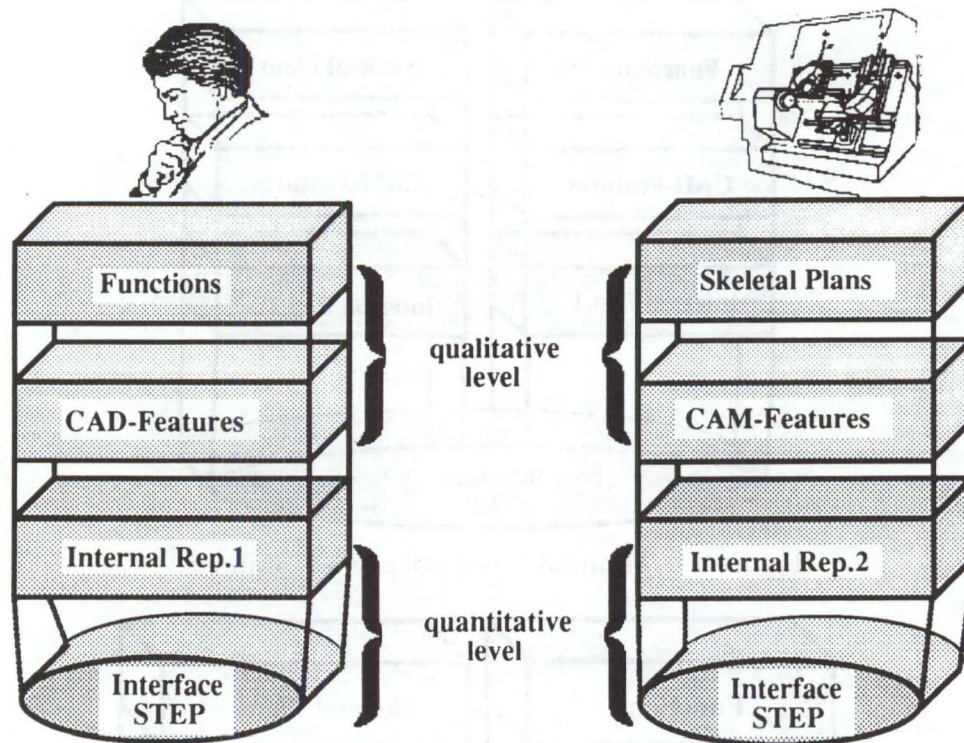 Functions
CAD-Features
Internal Rep.1
Interface
STEP
qualitative
level
quantitative
level
Skeletal Plans
CAM-Features
Internal Rep.2
Interface
STEP